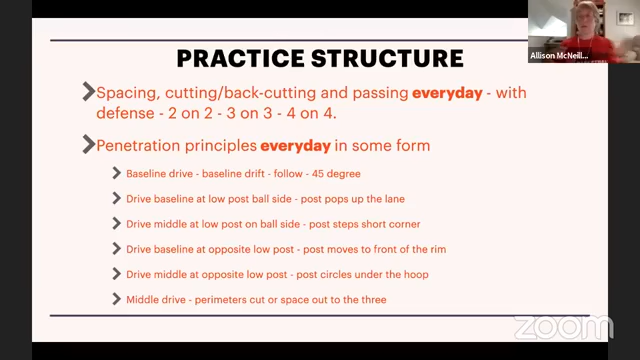 PRACTICE STRUCTURE
Spacing, cutting/back-cutting and passing everyday - with
defense - 2 on 2 - 3 on 3 - 4 on 4.
Penetration principles everyday in some form
Baseline drive - baseline drift - follow - 45 degree
Drive baseline at low post ball side - post pops up the lane
Drive middle at low post on ball side - post steps short corner
Drive baseline at opposite low post - post moves to front of the rim
Drive middle at opposite low post - post circles under the hoop
Middle drive - perimeters cut or space out to the three
Allison McNeill...
zoom